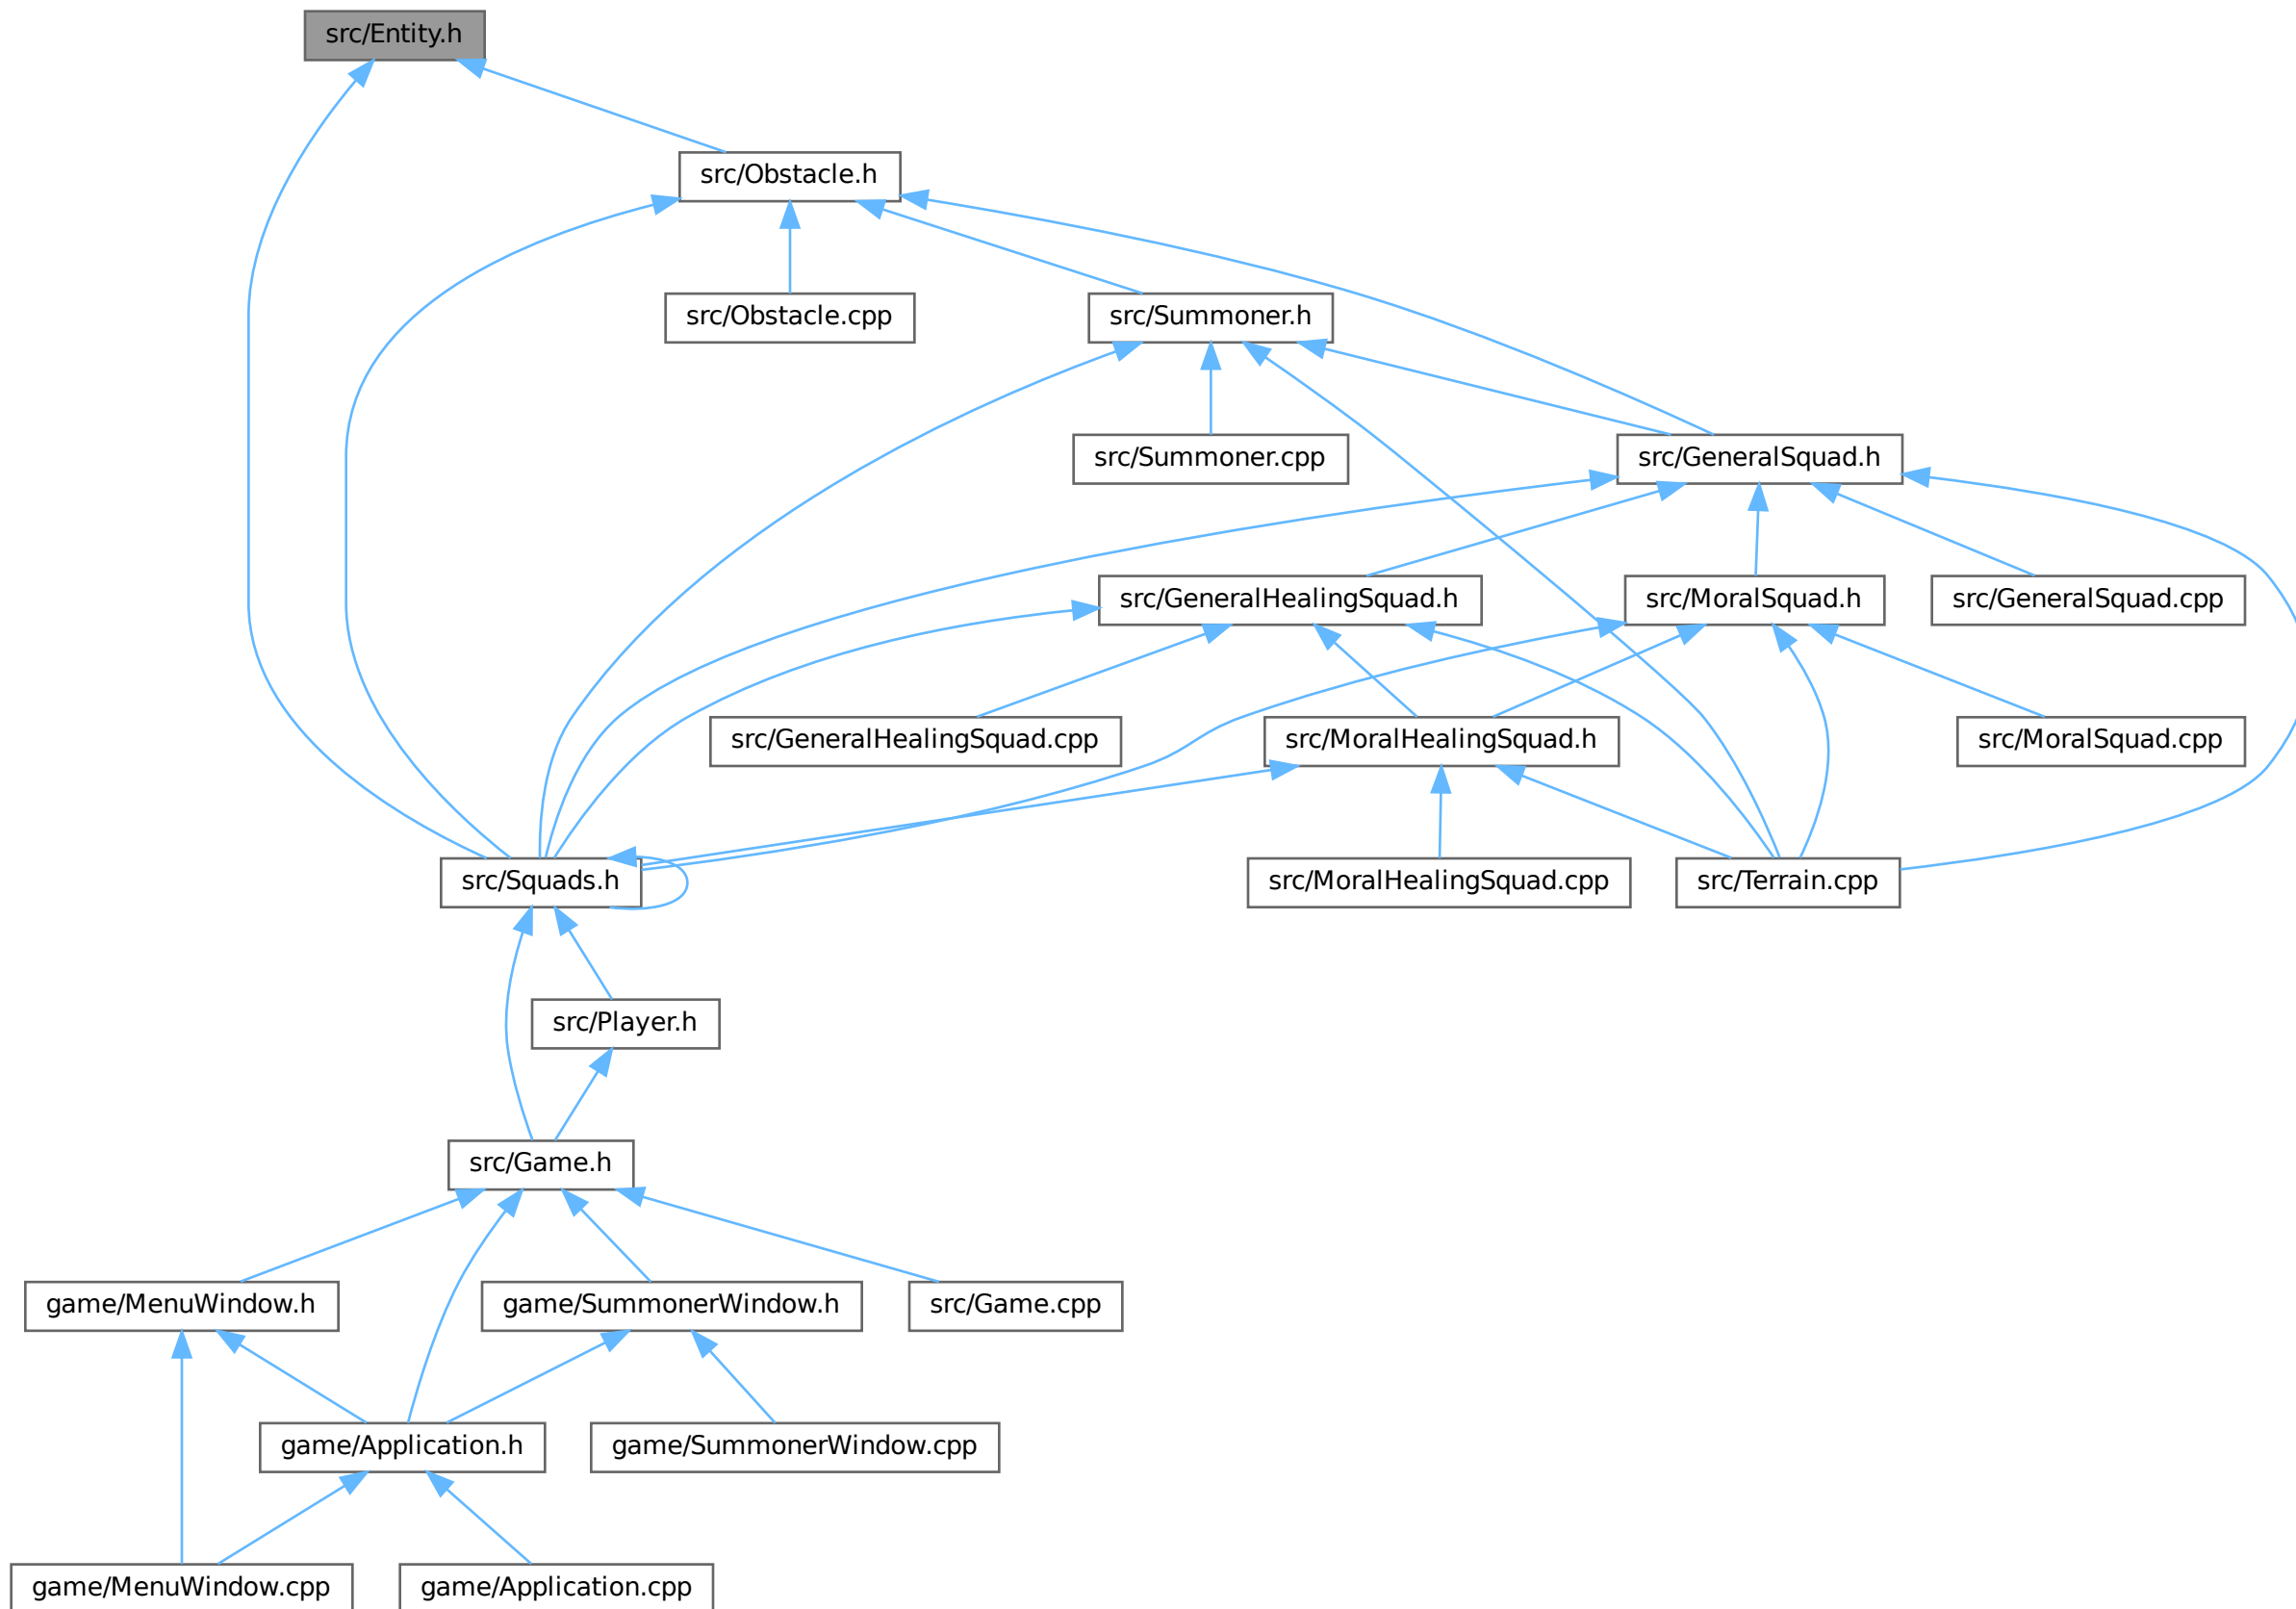 src/Entity.h
src/Obstacle.h
src/Obstacle.cpp
src/Summoner.h
src/Summoner.cpp
src/GeneralSquad.h
src/GeneralHealingSquad.h
src/MoralSquad.h
src/GeneralSquad.cpp
src/GeneralHealingSquad.cpp
src/MoralHealingSquad.h
src/MoralSquad.cpp
src/Squads.h
src/MoralHealingSquad.cpp
src/Terrain.cpp
src/Player.h
src/Game.h
game/MenuWindow.h
game/SummonerWindow.h
src/Game.cpp
game/Application.h
game/SummonerWindow.cpp
game/MenuWindow.cpp
game/Application.cpp